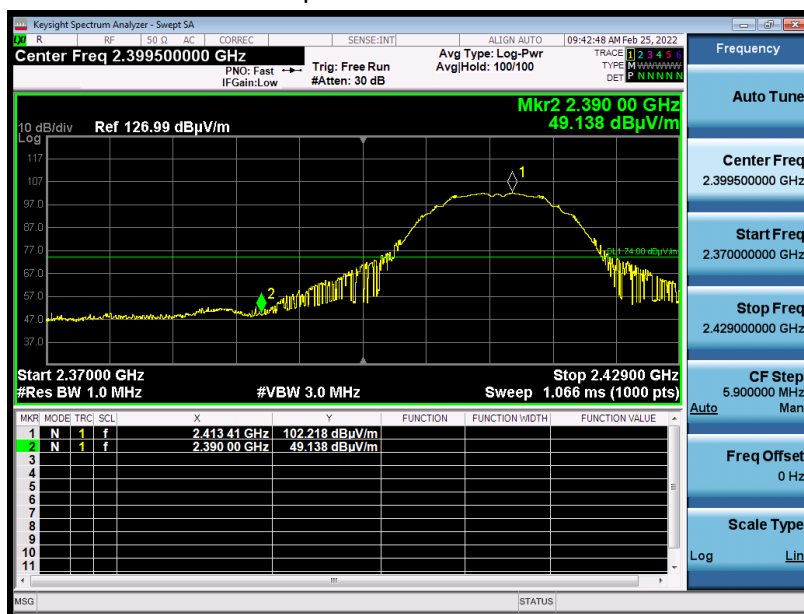 Keysight Spectrum Analyzer - Swept SA
LXI R RF 50 Ω AC CORREC SENSE:INT ALIGN AUTO 09:42:48 AM Feb 25, 2022
Center Freq 2.399500000 GHz
PNO: Fast
IFGain:Low
Trig: Free Run
#Atten: 30 dB
Avg Type: Log-Pwr
Avg|Hold: 100/100
TRACE 1 2 3 4 5 6
TYPE M WWWWW
DET P N N N N N
Mkr2 2.390 00 GHz
49.138 dBµV/m
10 dB/div Ref 126.99 dBµV/m
Log
117
107
97.0
87.0
77.0
67.0
57.0
47.0
37.0
1
2
DL1 74.00 dBµV/m
Start 2.37000 GHz Stop 2.42900 GHz
#Res BW 1.0 MHz #VBW 3.0 MHz Sweep 1.066 ms (1000 pts)
MKR MODE TRC SCL X Y FUNCTION FUNCTION WIDTH FUNCTION VALUE
1 N 1 f 2.413 41 GHz 102.218 dBµV/m
2 N 1 f 2.390 00 GHz 49.138 dBµV/m
3
4
5
6
7
8
9
10
11
MSG STATUS
Frequency
Auto Tune
Center Freq
2.399500000 GHz
Start Freq
2.370000000 GHz
Stop Freq
2.429000000 GHz
CF Step
5.900000 MHz
Auto Man
Freq Offset
0 Hz
Scale Type
Log Lin